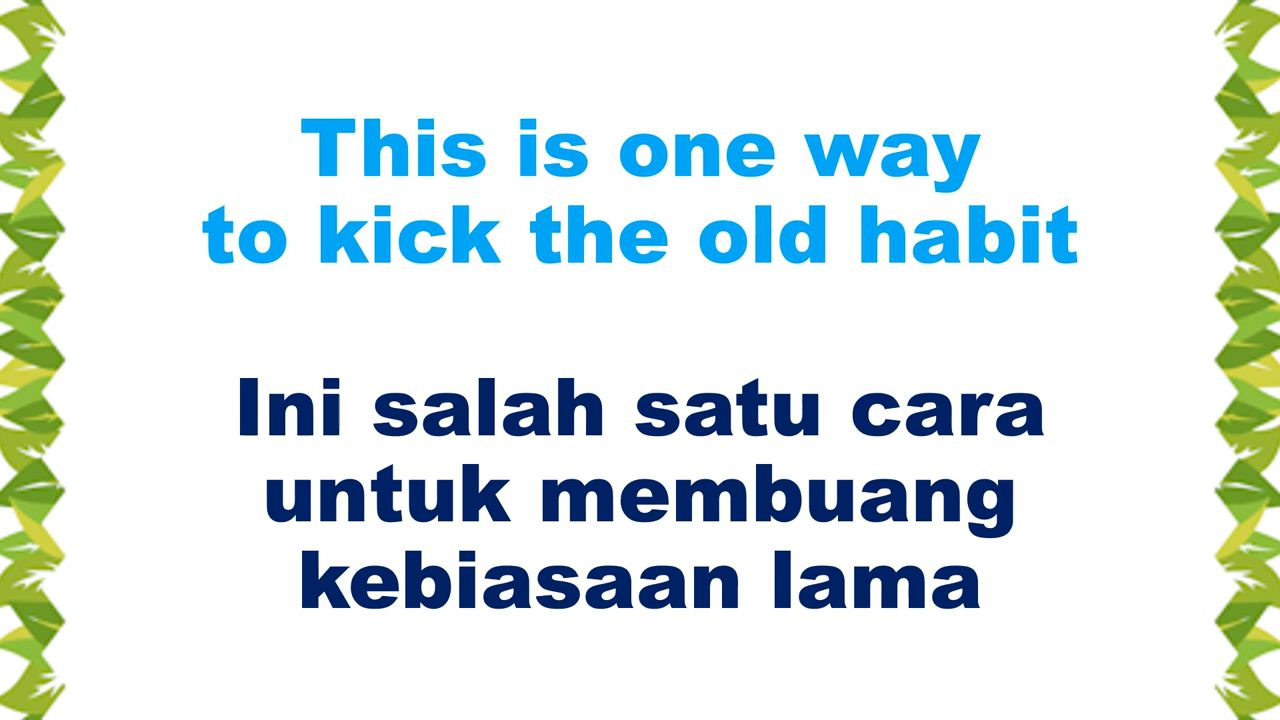 This is one way
to kick the old habit
Ini salah satu cara
untuk membuang
kebiasaan lama